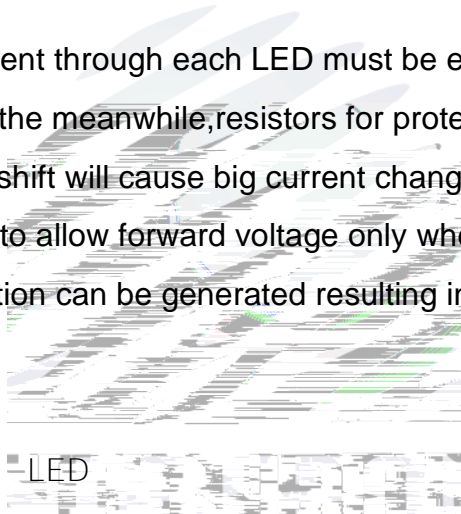 ent through each LED must be e
the meanwhile,resistors for prote
shift will cause big current chang
to allow forward voltage only whe
tion can be generated resulting in
LED